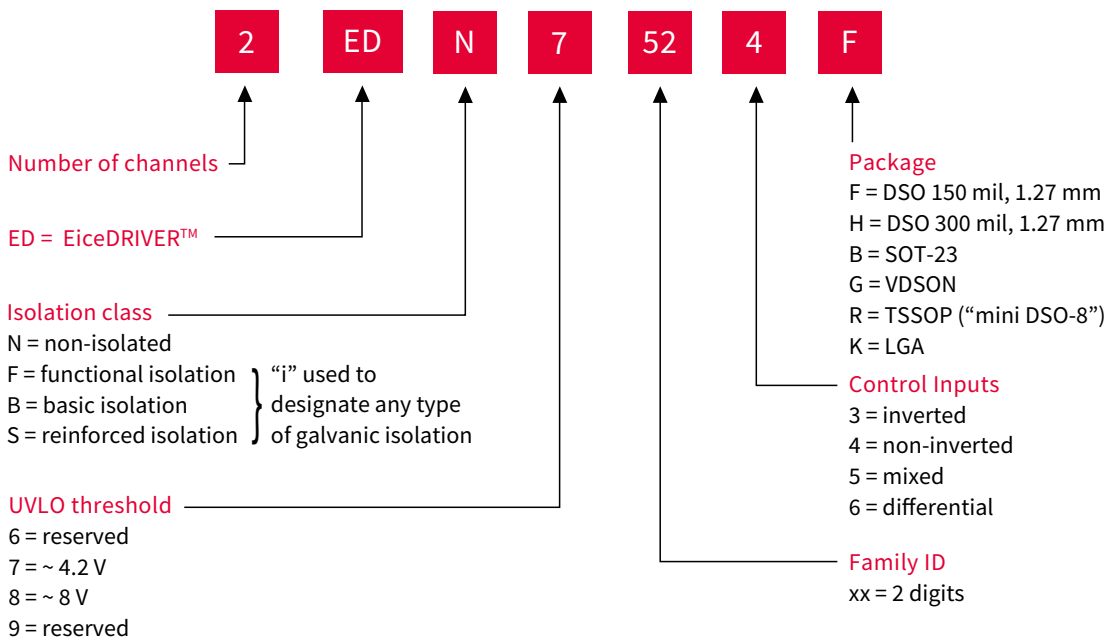 2 ED N 7 52 4 F
Number of channels
ED = EiceDRIVER™
Isolation class
N = non-isolated
F = functional isolation
B = basic isolation
S = reinforced isolation
} "i" used to
designate any type
of galvanic isolation
UVLO threshold
6 = reserved
7 = ~ 4.2 V
8 = ~ 8 V
9 = reserved
Package
F = DSO 150 mil, 1.27 mm
H = DSO 300 mil, 1.27 mm
B = SOT-23
G = VDSON
R = TSSOP (“mini DSO-8”)
K = LGA
Control Inputs
3 = inverted
4 = non-inverted
5 = mixed
6 = differential
Family ID
xx = 2 digits